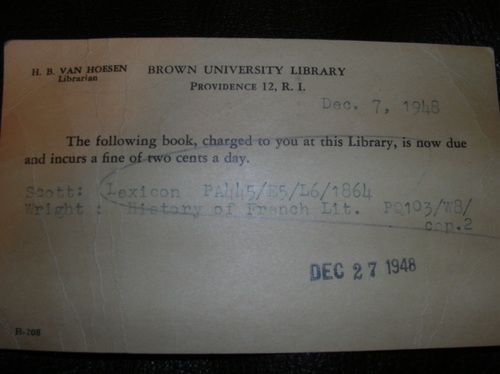 H. B. VAN HOESEN
Librarian
BROWN UNIVERSITY LIBRARY
PROVIDENCE 12, R. I.
Dec. 7, 1948
The following book, charged to you at this Library, is now due
and incurs a fine of two cents a day.
Scott: Lexicon PA445/E5/L6/1864
Wright : History of French Lit. PQ103/W8/
cop.2
DEC 27 1948
B-708